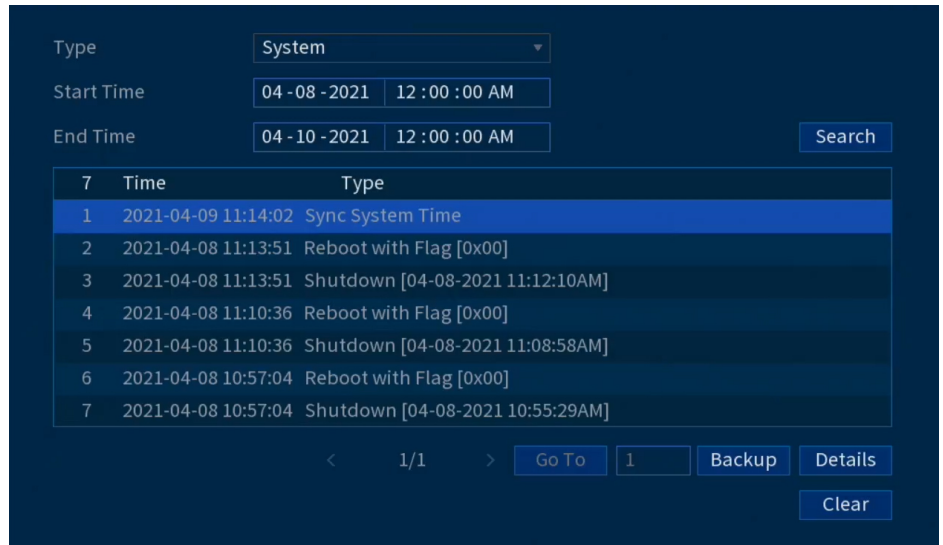 Type System
Start Time 04 - 08 - 2021 12 : 00 : 00 AM
End Time 04 - 10 - 2021 12 : 00 : 00 AM Search
7 Time Type
1 2021-04-09 11:14:02 Sync System Time
2 2021-04-08 11:13:51 Reboot with Flag [0x00]
3 2021-04-08 11:13:51 Shutdown [04-08-2021 11:12:10AM]
4 2021-04-08 11:10:36 Reboot with Flag [0x00]
5 2021-04-08 11:10:36 Shutdown [04-08-2021 11:08:58AM]
6 2021-04-08 10:57:04 Reboot with Flag [0x00]
7 2021-04-08 10:57:04 Shutdown [04-08-2021 10:55:29AM]
< 1/1 > Go To 1 Backup Details
Clear